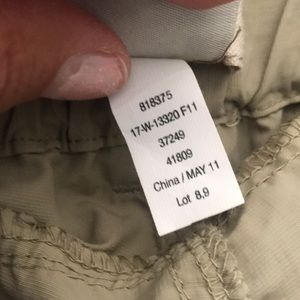 818375
17-W-13320 F11
37249
41809
China / MAY 11
Lot 8,9